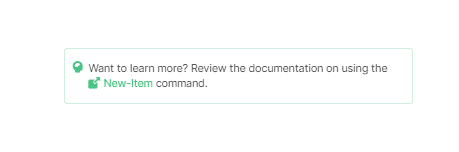 Want to learn more? Review the documentation on using the
New-Item command.